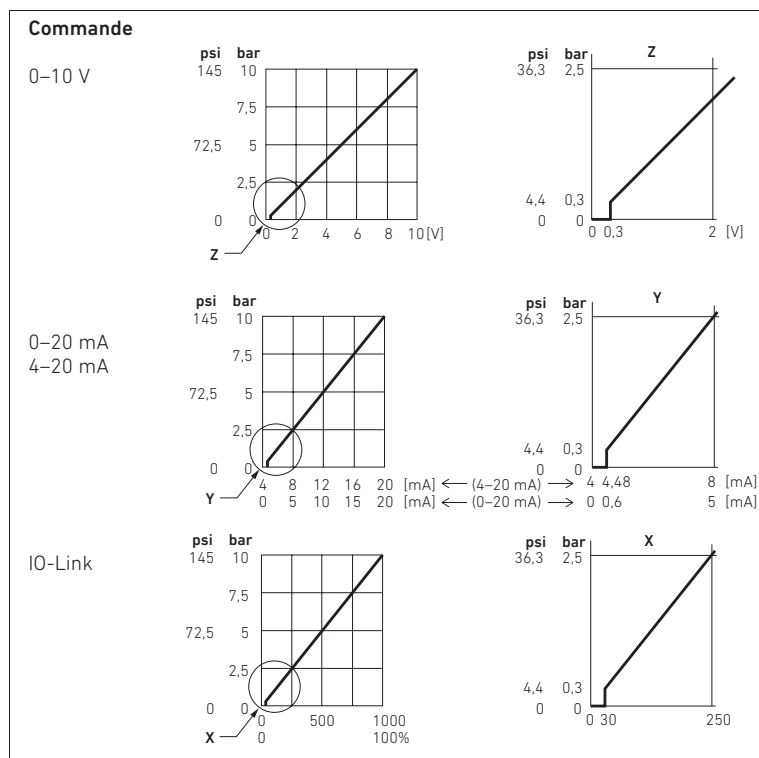 Commande
0–10 V
psi bar
145 10
7,5
72,5 5
2,5
0 0
0 2 4 6 8 10[V]
Z
Z
36,3 2,5
4,4 0,3
0 0
0 0,3 2 [V]
0–20 mA
4–20 mA
psi bar
145 10
7,5
72,5 5
2,5
0 0
Y
psi bar
Y
36,3 2,5
4,4 0,3
0 0
4 8 12 16 20 [mA] ← (4–20 mA) → 4 4,48 8 [mA]
0 5 10 15 20 [mA] ← (0–20 mA) → 0 0,6 5 [mA]
IO-Link
psi bar
145 10
7,5
72,5 5
2,5
0 0
0 500 1000
0 100%
X
psi bar
X
36,3 2,5
4,4 0,3
0 0
0 30 250
psi bar